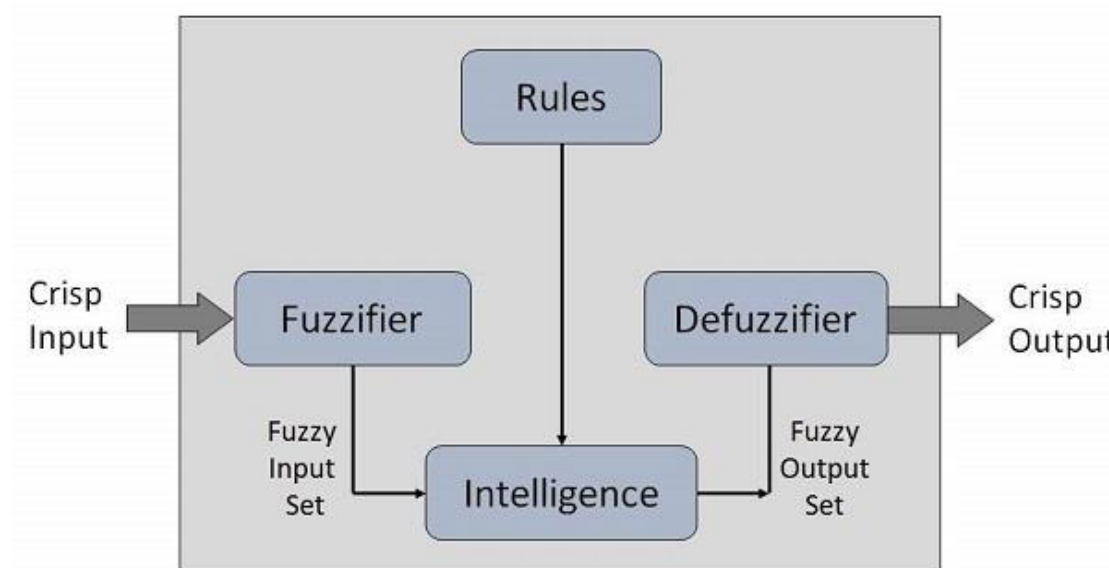 Rules
Crisp
Input
Fuzzifier
Defuzzifier
Crisp
Output
Fuzzy
Input
Set
Intelligence
Fuzzy
Output
Set